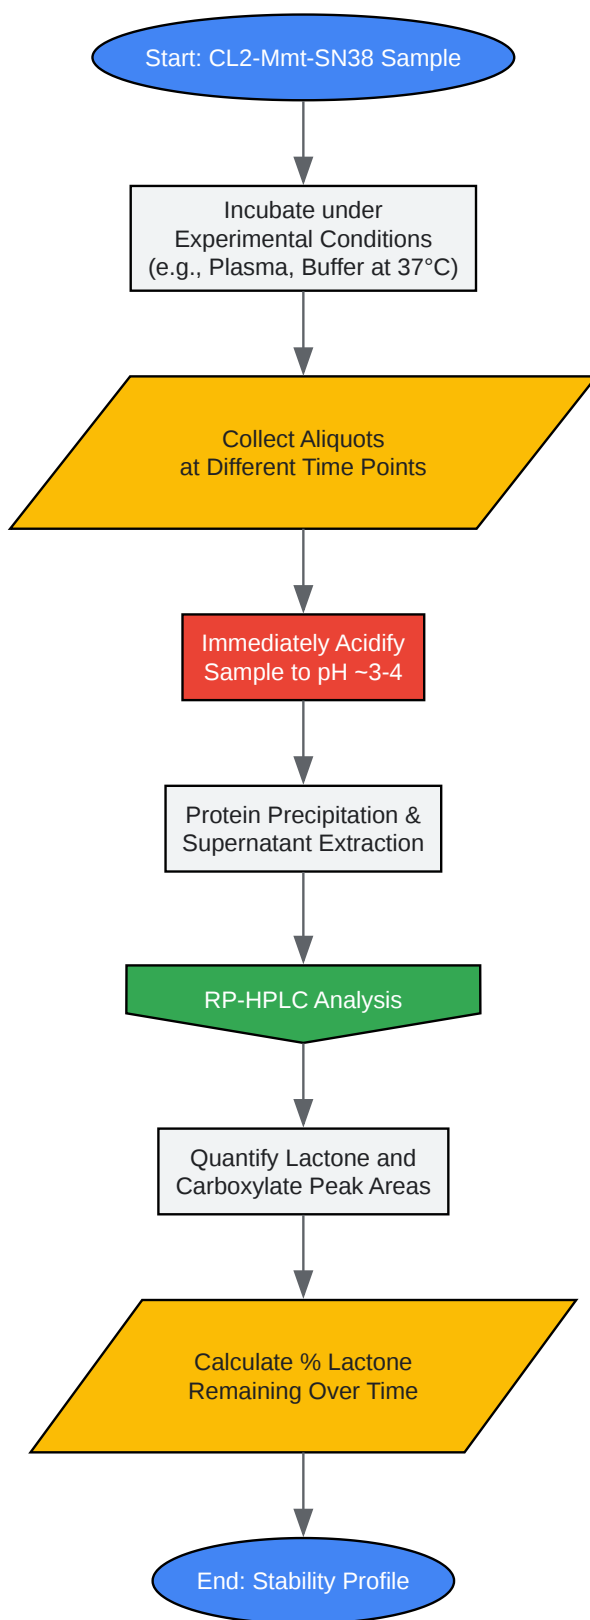 Start: CL2-Mmt-SN38 Sample
Incubate under
Experimental Conditions
(e.g., Plasma, Buffer at 37°C)
Collect Aliquots
at Different Time Points
Immediately Acidify
Sample to pH ~3-4
Protein Precipitation &
Supernatant Extraction
RP-HPLC Analysis
Quantify Lactone and
Carboxylate Peak Areas
Calculate % Lactone
Remaining Over Time
End: Stability Profile